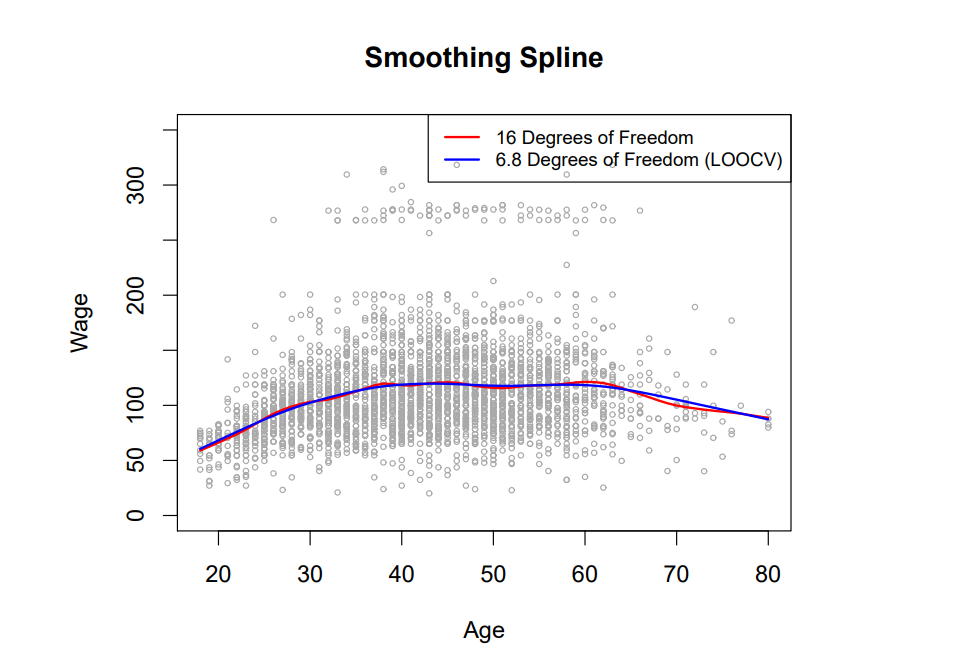 Smoothing Spline
16 Degrees of Freedom
6.8 Degrees of Freedom (LOOCV)
Wage
300
200
100
50
0
20 30 40 50 60 70 80
Age